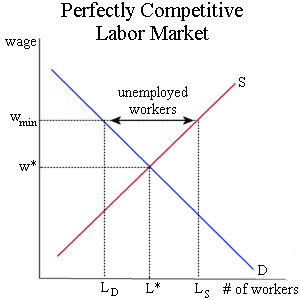 Perfectly Competitive
Labor Market
wage
S
unemployed
workers
wmin
w*
D
LD
L*
LS
# of workers